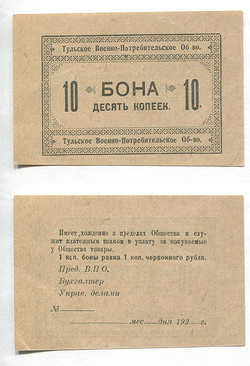 Тульское Военно-Потребительское Об-во.
10 БОНА 10.
ДЕСЯТЬ КОПЕЕК.
Тульское Военно-Потребительское Об-во.
Имеет хождение в пределах Общества и слу-
жит платежным знаком в уплату за покупаемые
у Общества товары.
1 коп. боны равна 1 коп. червонного рубля.
Пред. В.П.О.
Бухгалтер
Управ. делами
№
мес. дня 192 г.